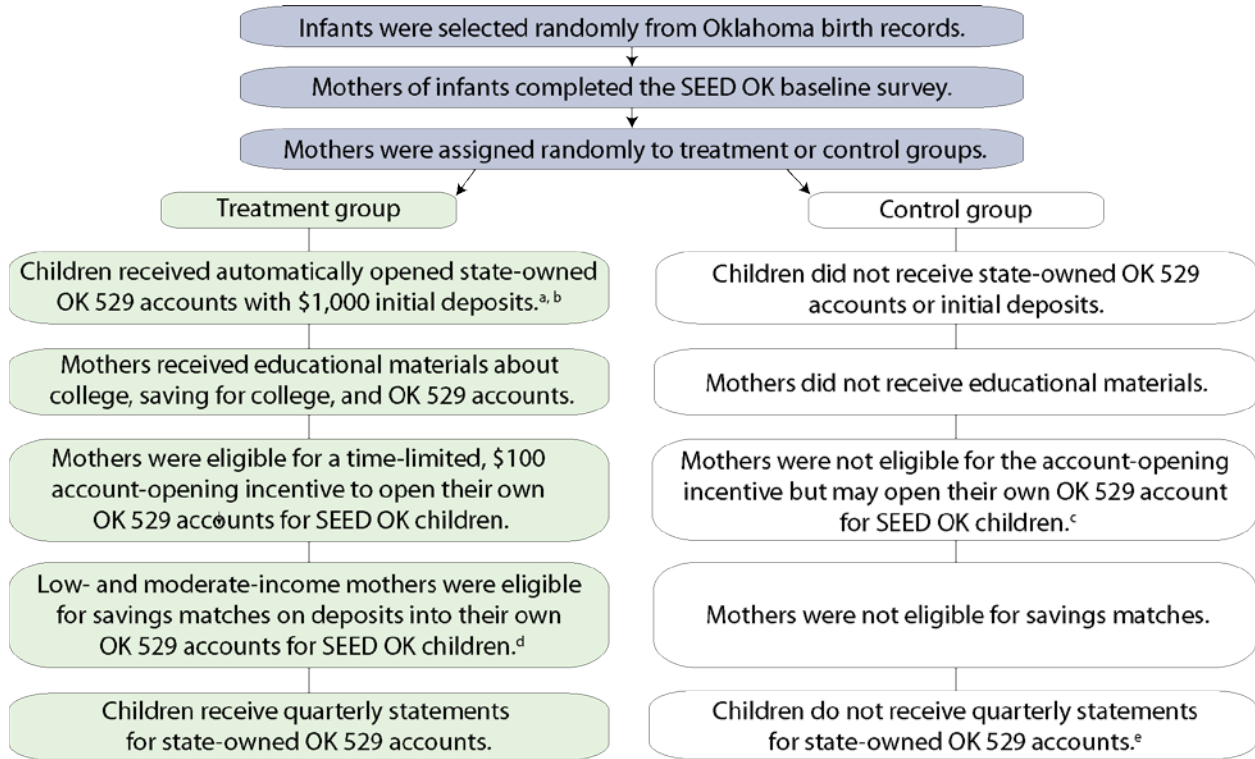 Infants were selected randomly from Oklahoma birth records.
Mothers of infants completed the SEED OK baseline survey.
Mothers were assigned randomly to treatment or control groups.
Treatment group
Children received automatically opened state-owned
OK 529 accounts with $1,000 initial deposits.a, b
Mothers received educational materials about
college, saving for college, and OK 529 accounts.
Mothers were eligible for a time-limited, $100
account-opening incentive to open their own
OK 529 accounts for SEED OK children.
Low- and moderate-income mothers were eligible
for savings matches on deposits into their own
OK 529 accounts for SEED OK children.d
Children receive quarterly statements
for state-owned OK 529 accounts.
Control group
Children did not receive state-owned OK 529
accounts or initial deposits.
Mothers did not receive educational materials.
Mothers were not eligible for the account-opening
incentive but may open their own OK 529 account
for SEED OK children.c
Mothers were not eligible for savings matches.
Children do not receive quarterly statements
for state-owned OK 529 accounts.e